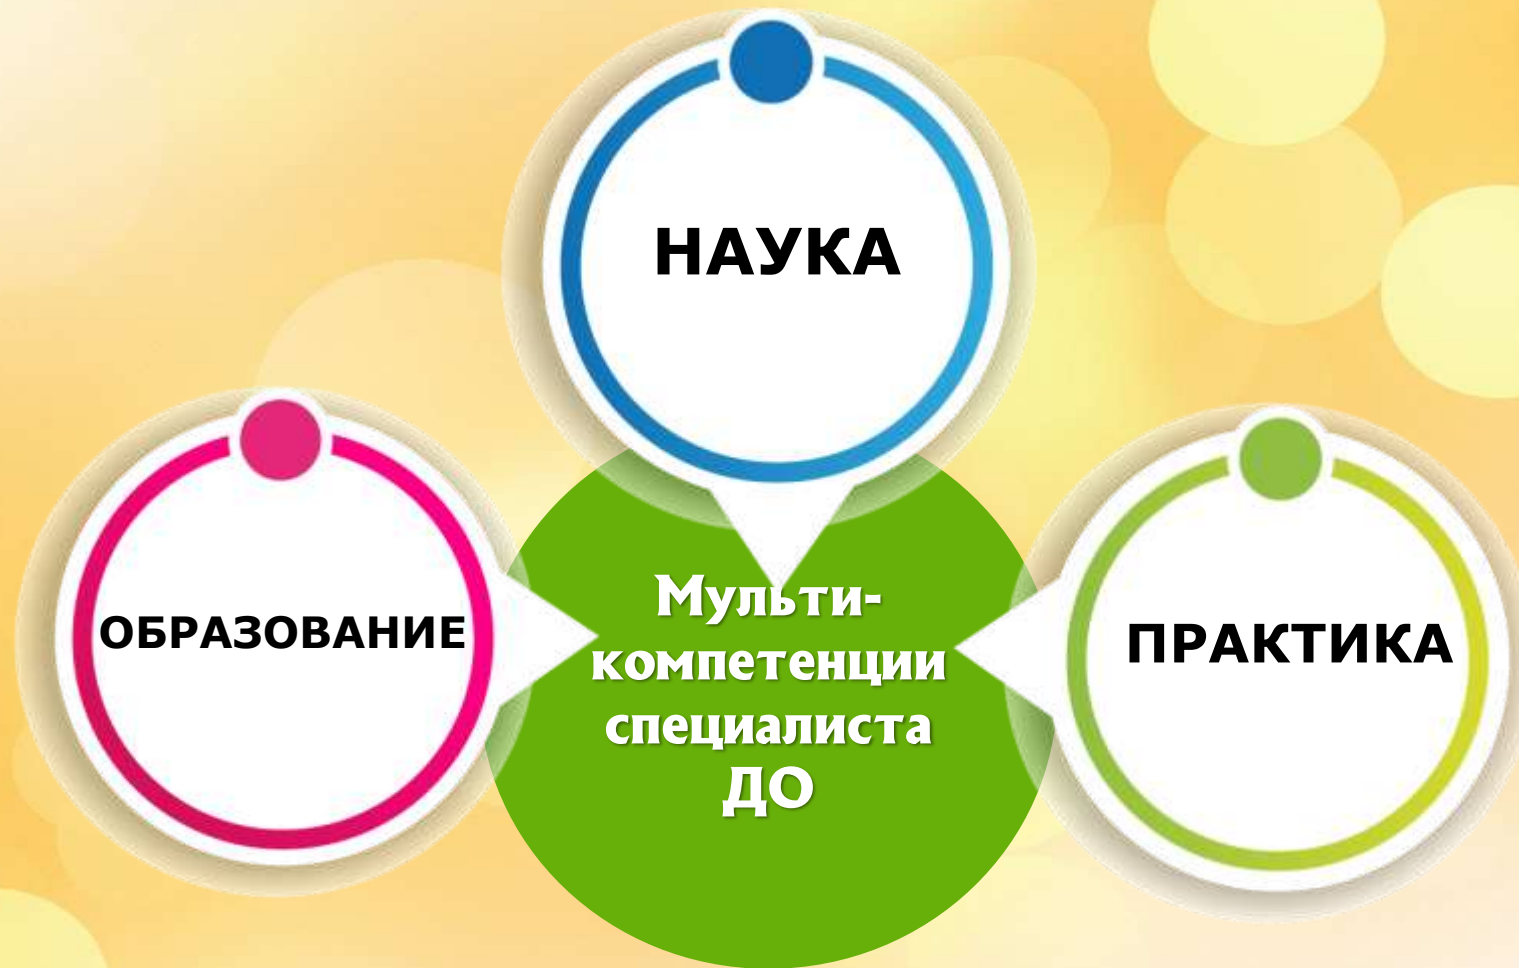 НАУКА
ОБРАЗОВАНИЕ
Мульти-
компетенции
специалиста
ДО
ПРАКТИКА